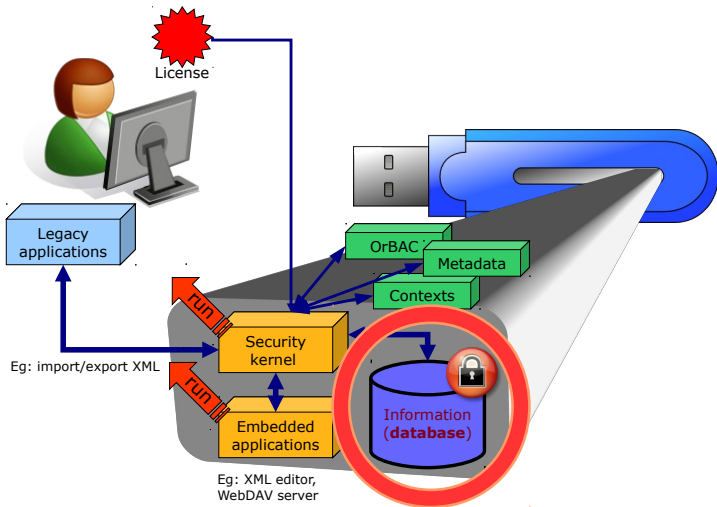 License
Legacy
applications
OrBAC
Metadata
Contexts
run
Security
kernel
Eg: import/export XML
run
Information
(database)
Embedded
applications
Eg: XML editor,
WebDAV server